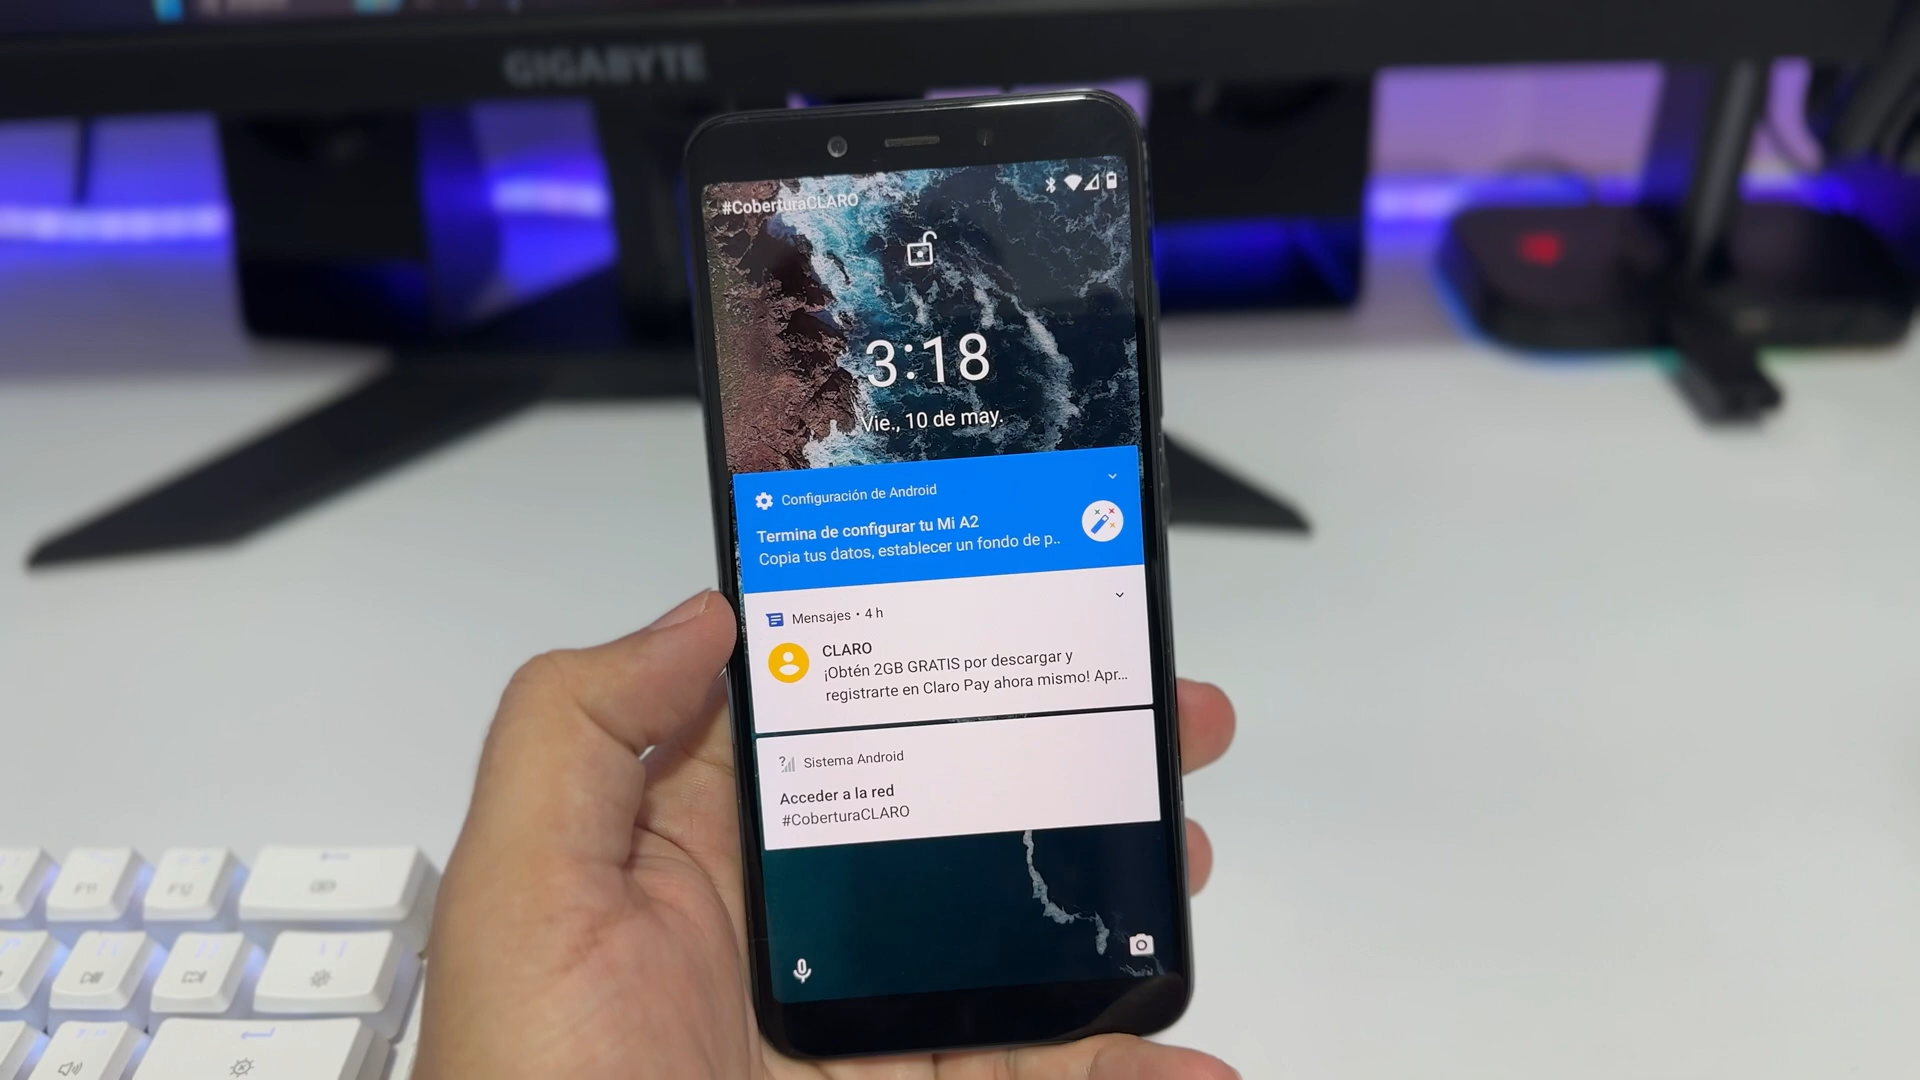 GIGABYTE
#CoberturaCLARO
3:18
Vie., 10 de may.
Configuración de Android
Termina de configurar tu Mi A2
Copia tus datos, establecer un fondo de p..
Mensajes • 4 h
CLARO
¡Obtén 2GB GRATIS por descargar y
registrarte en Claro Pay ahora mismo! Apr...
Sistema Android
Acceder a la red
#CoberturaCLARO
F11
F12